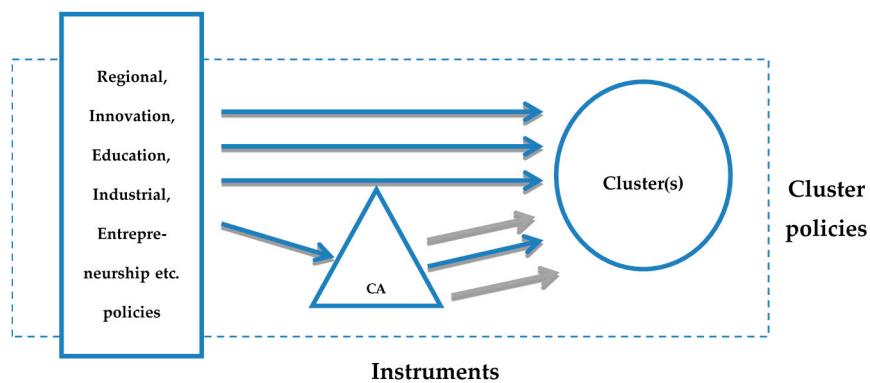 Regional,
Innovation,
Education,
Industrial,
Entrepre-
neurship etc.
policies
CA
Cluster(s)
Cluster
policies
Instruments